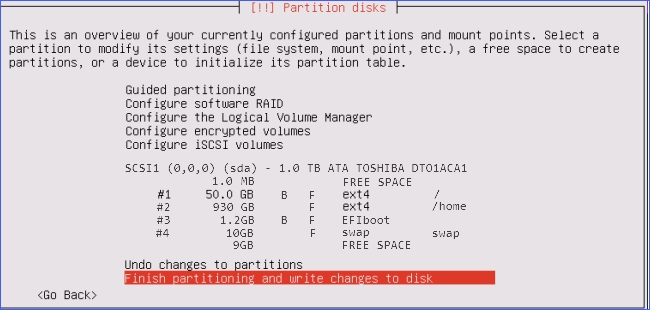 [!!] Partition disks
This is an overview of your currently configured partitions and mount points. Select a
partition to modify its settings (file system, mount point, etc.), a free space to create
partitions, or a device to initialize its partition table.
Guided partitioning
Configure software RAID
Configure the Logical Volume Manager
Configure encrypted volumes
Configure iSCSI volumes
SCSI1 (0,0,0) (sda) - 1.0 TB ATA TOSHIBA DTO1ACA1
1.0 MB FREE SPACE
#1 50.0 GB B F ext4 /
#2 930 GB F ext4 /home
#3 1.2GB B F EFIboot
#4 10GB F swap swap
9GB FREE SPACE
Undo changes to partitions
Finish partitioning and write changes to disk
<Go Back>